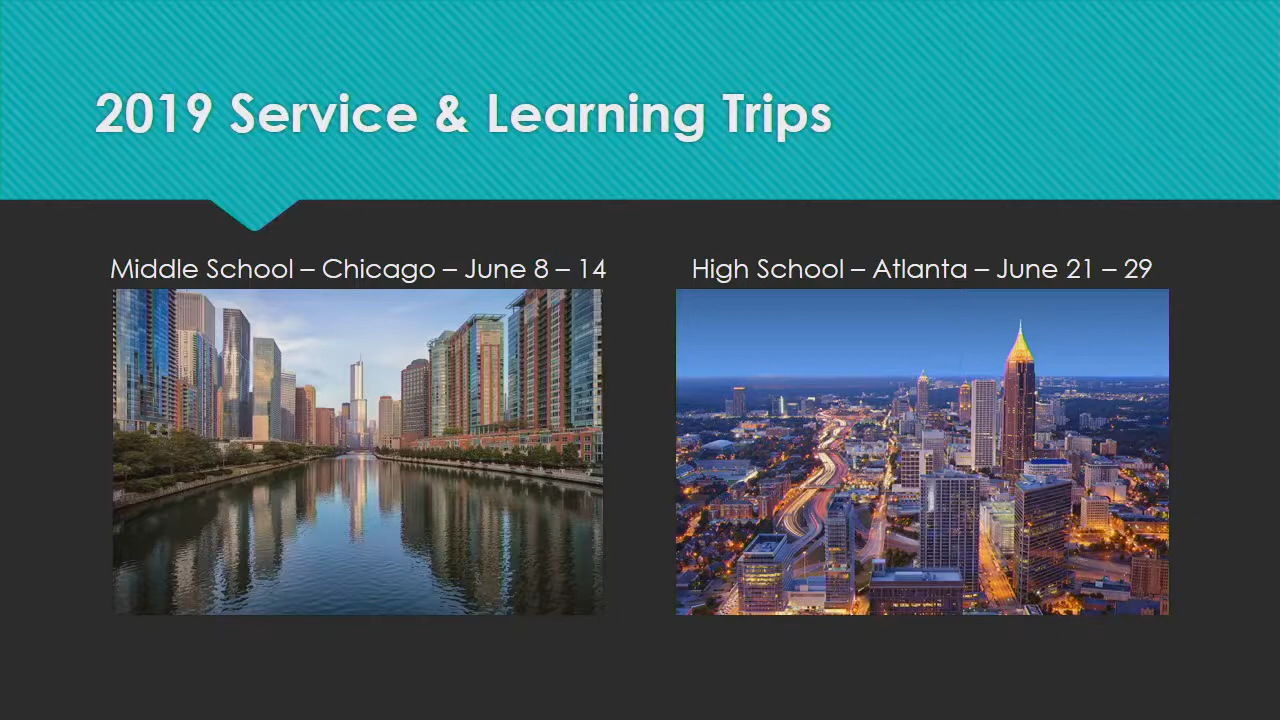 2019 Service & Learning Trips
Middle School – Chicago – June 8 – 14
High School – Atlanta – June 21 – 29